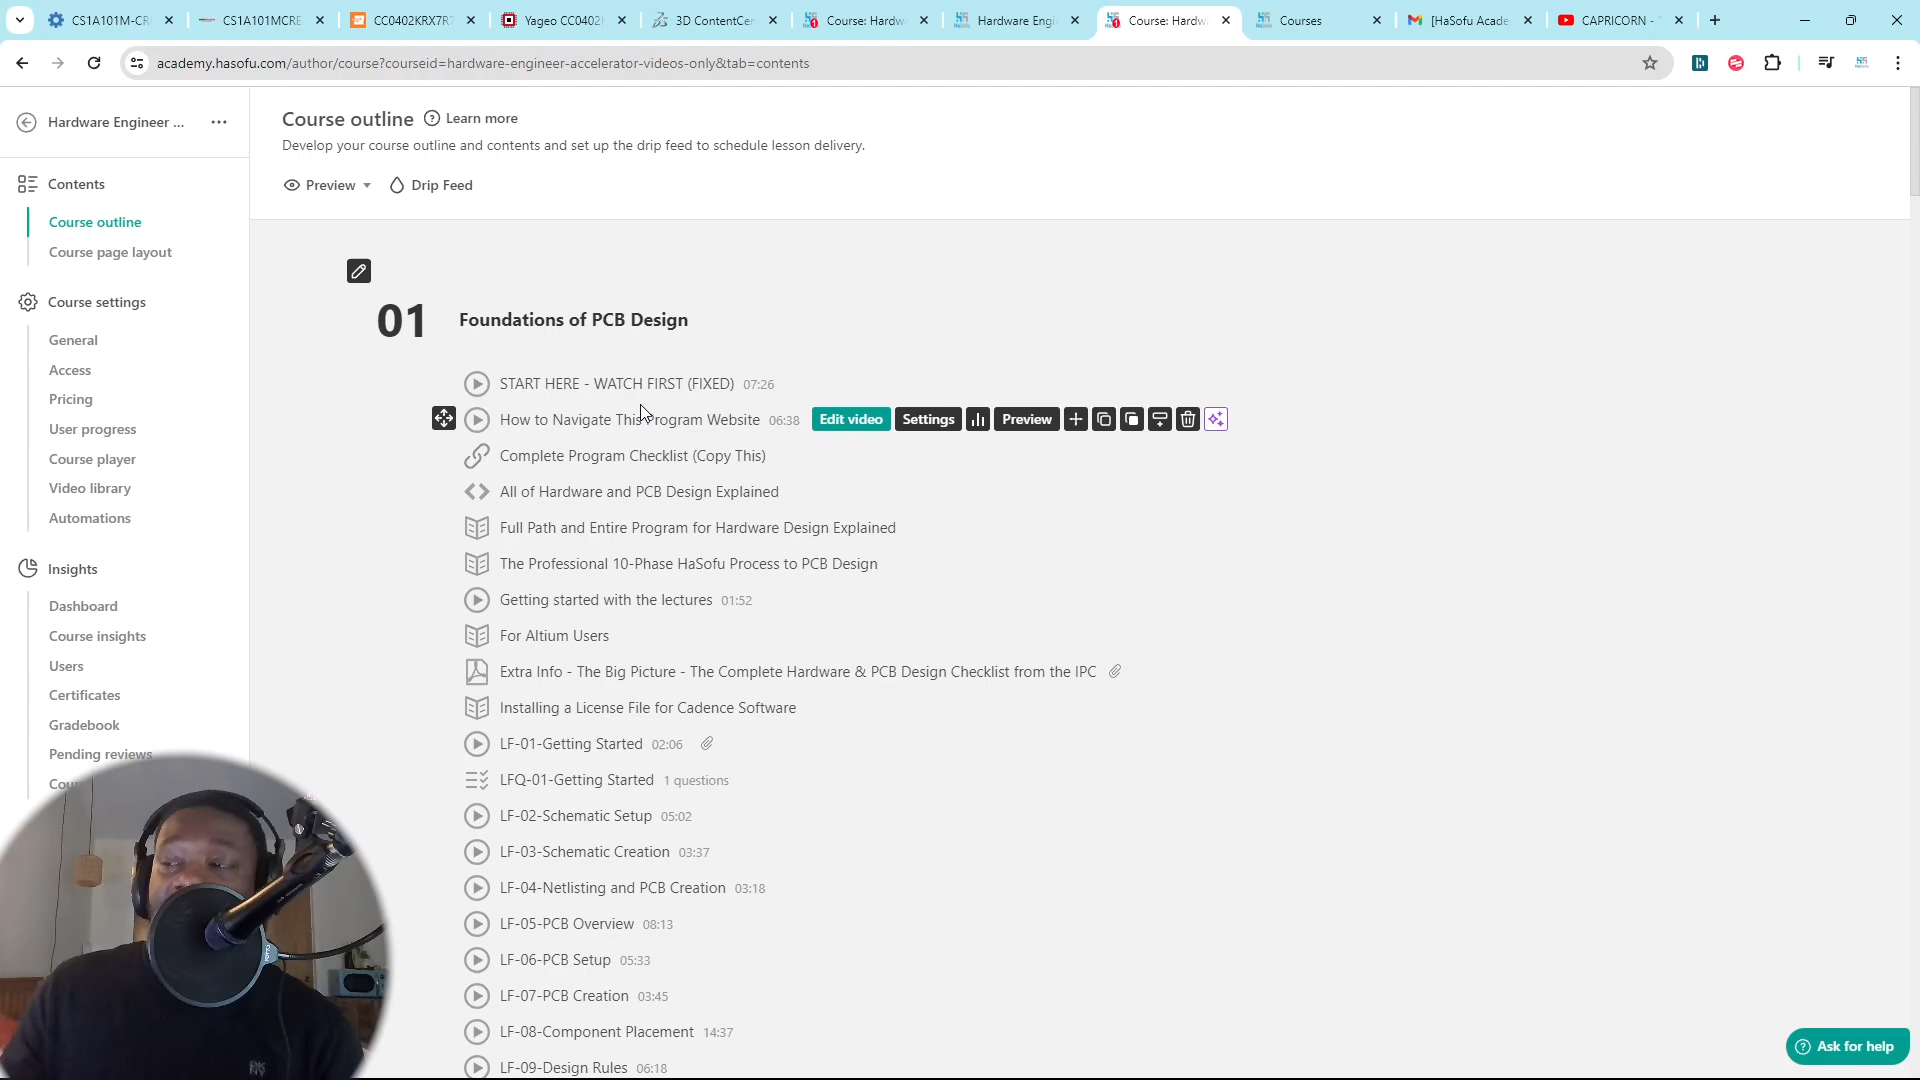 CS1A101M-CR
CS1A101MCRE
CC0402KRX7R7
Yageo CC0402
3D ContentCen
Course: Hardw
Hardware Engi
Course: Hardw
Courses
[HaSofu Acade
CAPRICORN -
academy.hasofu.com/author/course?courseid=hardware-engineer-accelerator-videos-only&tab=contents
Hardware Engineer ...
Contents
Course outline
Course page layout
Course settings
General
Access
Pricing
User progress
Course player
Video library
Automations
Insights
Dashboard
Course insights
Users
Certificates
Gradebook
Pending reviews
Course outline
Learn more
Develop your course outline and contents and set up the drip feed to schedule lesson delivery.
Preview
Drip Feed
01 Foundations of PCB Design
START HERE - WATCH FIRST (FIXED) 07:26
How to Navigate This Program Website 06:38 Edit video Settings Preview
Complete Program Checklist (Copy This)
All of Hardware and PCB Design Explained
Full Path and Entire Program for Hardware Design Explained
The Professional 10-Phase HaSofu Process to PCB Design
Getting started with the lectures 01:52
For Altium Users
Extra Info - The Big Picture - The Complete Hardware & PCB Design Checklist from the IPC
Installing a License File for Cadence Software
LF-01-Getting Started 02:06
LFQ-01-Getting Started 1 questions
LF-02-Schematic Setup 05:02
LF-03-Schematic Creation 03:37
LF-04-Netlisting and PCB Creation 03:18
LF-05-PCB Overview 08:13
LF-06-PCB Setup 05:33
LF-07-PCB Creation 03:45
LF-08-Component Placement 14:37
LF-09-Design Rules 06:18
Ask for help